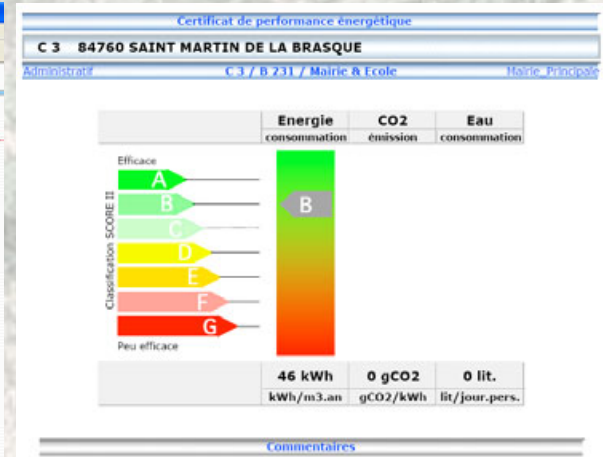 Certificat de performance énergétique
C 3 84760 SAINT MARTIN DE LA BRASQUE
Administratif C 3 / B 231 / Mairie & Ecole Mairie_Principale
Energie CO2 Eau
consommation émission consommation
Efficace
A
B B
C
D
E
F
G
Classification SCORE II
Peu efficace
46 kWh 0 gCO2 0 lit.
kWh/m3.an gCO2/kWh lit/jour.pers.
Commentaires